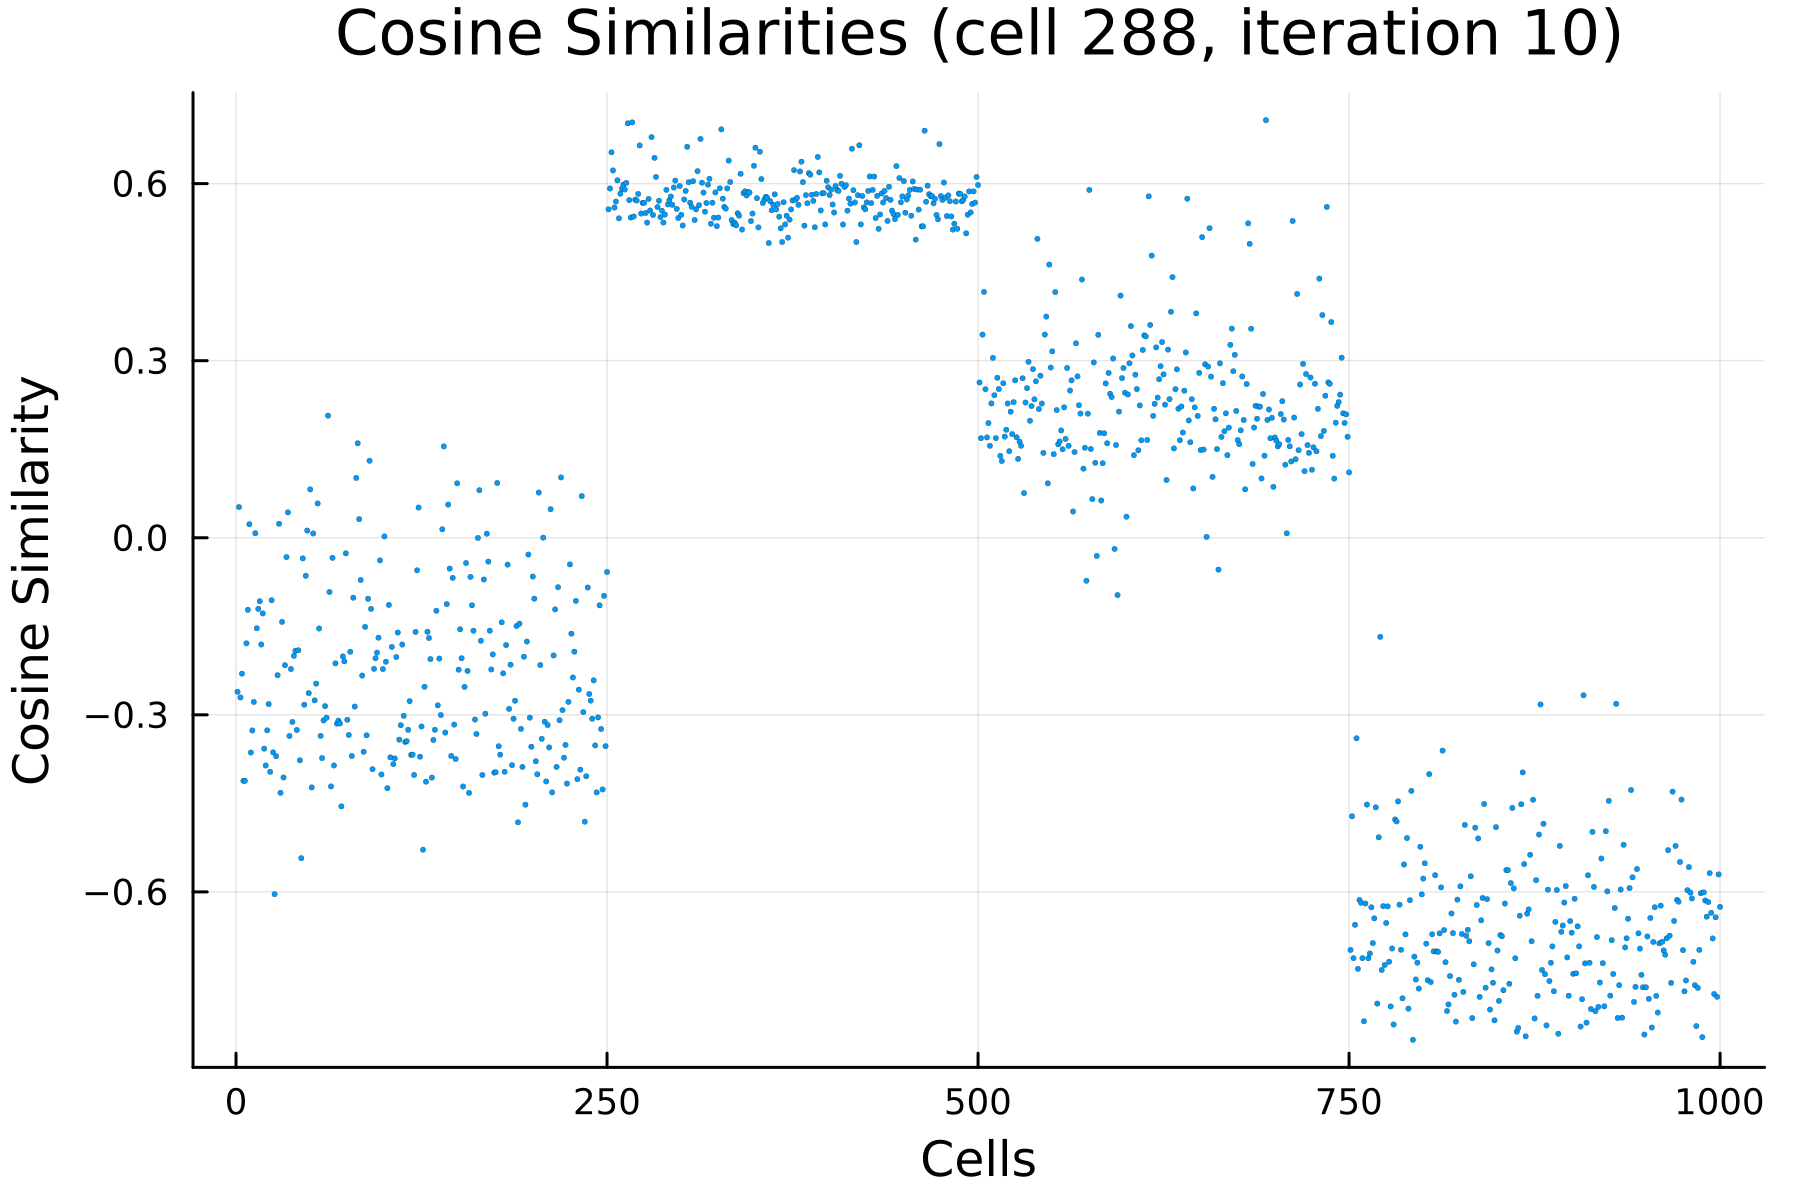 Cosine Similarities (cell 288, iteration 10)
Cosine Similarity
0.6
0.3
0.0
−0.3
−0.6
0 250 500 750 1000
Cells